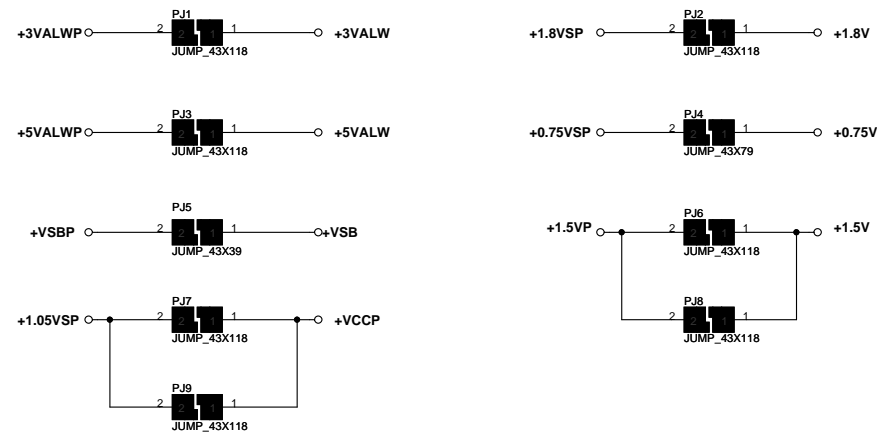 PJ1
+3VALWP 2 2 1 1 +3VALW
JUMP_43X118
PJ2
+1.8VSP 2 2 1 1 +1.8V
JUMP_43X118
PJ3
+5VALWP 2 2 1 1 +5VALW
JUMP_43X118
PJ4
+0.75VSP 2 2 1 1 +0.75V
JUMP_43X79
PJ5
+VSBP 2 2 1 1 +VSB
JUMP_43X39
PJ6
+1.5VP 2 2 1 1 +1.5V
JUMP_43X118
PJ7
+1.05VSP 2 2 1 1 +VCCP
JUMP_43X118
PJ8
2 2 1 1
JUMP_43X118
PJ9
2 2 1 1
JUMP_43X118